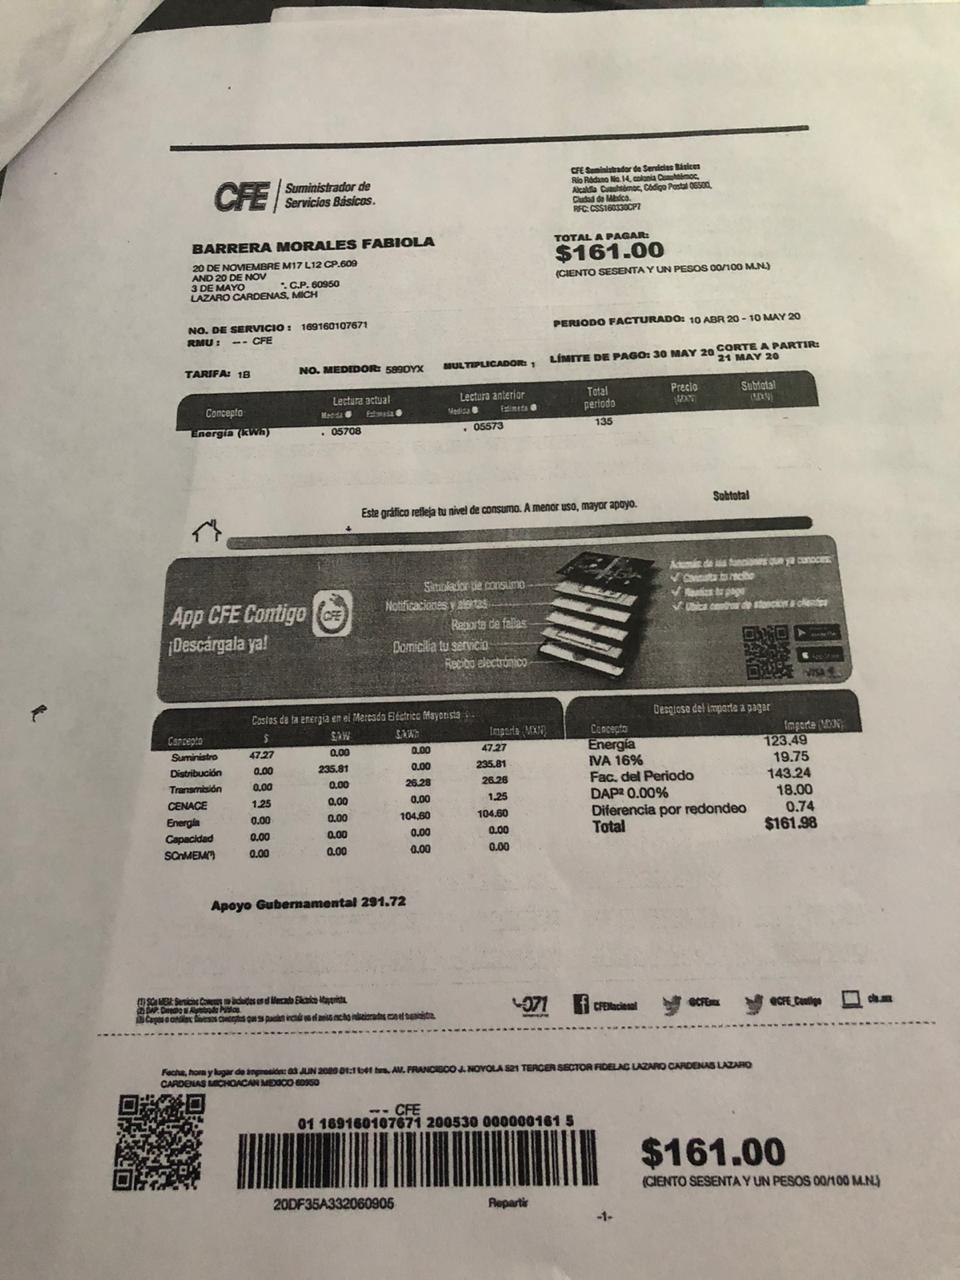 CFE Suministrador de
Servicios Básicos.
CFE Suministrador de Servicios Básicos
Río Ródano No. 14, colonia Cuauhtémoc,
Alcaldía Cuauhtémoc, Código Postal 06500,
Ciudad de México.
RFC: CSS160330CP7
BARRERA MORALES FABIOLA
20 DE NOVIEMBRE M17 L12 CP.609
AND 20 DE NOV
3 DE MAYO C.P. 60950
LAZARO CARDENAS, MICH
TOTAL A PAGAR:
$161.00
(CIENTO SESENTA Y UN PESOS 00/100 M.N.)
NO. DE SERVICIO : 169160107671
RMU : --- CFE
PERIODO FACTURADO: 10 ABR 20 - 10 MAY 20
TARIFA: 1B NO. MEDIDOR: 589DYX MULTIPLICADOR: 1 LÍMITE DE PAGO: 30 MAY 20 CORTE A PARTIR:
21 MAY 20
Concepto Lectura actual Lectura anterior Total periodo Precio (MXN) Subtotal (MXN)
Medida Estimada Medida Estimada
Energía (kWh) . 05708 . 05573 135
Subtotal
Este gráfico refleja tu nivel de consumo. A menor uso, mayor apoyo.
App CFE Contigo CFE
¡Descárgala ya!
Simulador de consumo
Notificaciones y alertas
Reporte de fallas
Domicilia tu servicio
Recibo electrónico
Además de las funciones que ya conoces:
✓ Consulta tu recibo
✓ Realiza tu pago
✓ Ubica centros de atención a clientes
App Store
VISA
Costos de la energía en el Mercado Eléctrico Mayorista
Concepto $ $/kW $/kWh Importe (MXN)
Suministro 47.27 0.00 0.00 47.27
Distribución 0.00 235.81 0.00 235.81
Transmisión 0.00 0.00 26.28 26.28
CENACE 1.25 0.00 0.00 1.25
Energía 0.00 0.00 104.60 104.60
Capacidad 0.00 0.00 0.00 0.00
SCnMEM(¹) 0.00 0.00 0.00 0.00
Desglose del importe a pagar
Concepto Importe (MXN)
Energía 123.49
IVA 16% 19.75
Fac. del Periodo 143.24
DAP² 0.00% 18.00
Diferencia por redondeo 0.74
Total $161.98
Apoyo Gubernamental 291.72
(1) SCnMEM: Servicios Conexos no incluidos en el Mercado Eléctrico Mayorista.
(2) DAP: Derecho al Alumbrado Público.
(3) Cargos o créditos: Diversos conceptos que se pueden incluir en el aviso recibo relacionados con el suministro.
071 CFENacional @CFEmx @CFE_Contigo cfe.mx
Fecha, hora y lugar de impresión: 03 JUN 2020 01:11:41 hrs. AV. FRANCISCO J. NOYOLA 521 TERCER SECTOR FIDELAC LAZARO CARDENAS LAZARO
CARDENAS MICHOACAN MEXICO 60950
--- CFE
01 169160107671 200530 000000161 5
20DF35A332060905 Repartir
$161.00
(CIENTO SESENTA Y UN PESOS 00/100 M.N.)
-1-